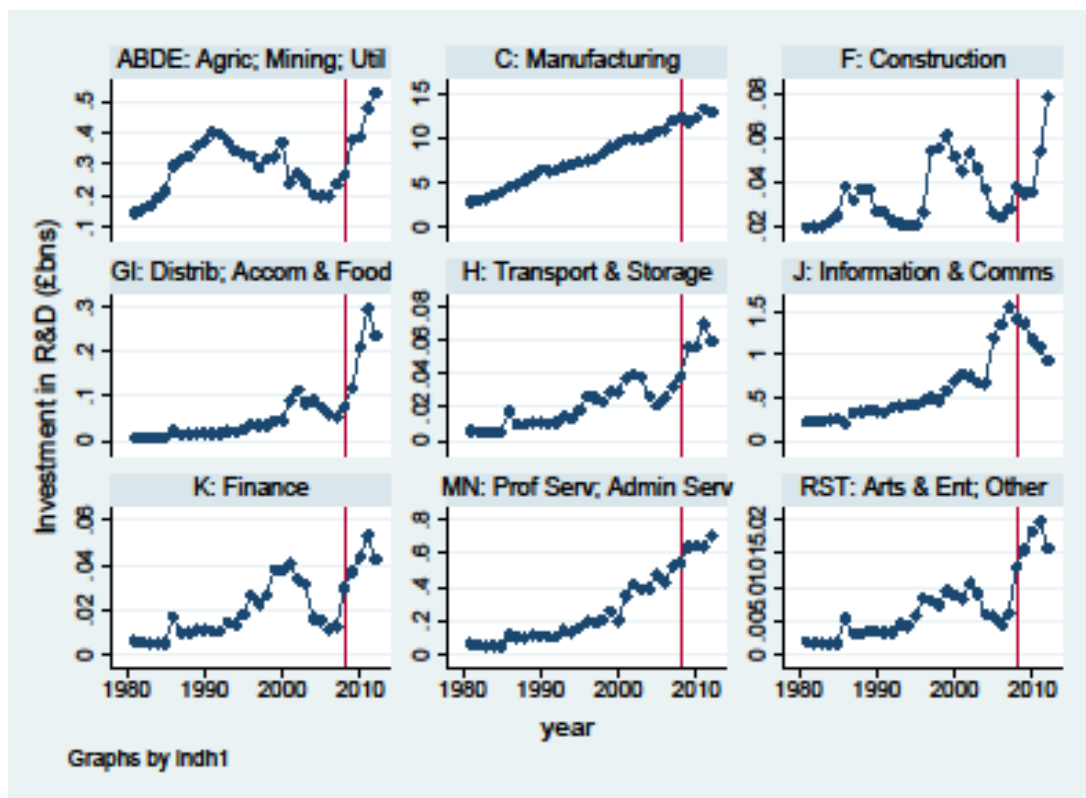 ABDE: Agric; Mining; Util
C: Manufacturing
F: Construction
.1 .2 .3 .4 .5
0 5 10 15
.02 .04 .06 .08
GI: Distrib; Accom & Food
H: Transport & Storage
J: Information & Comms
0 .1 .2 .3
0 .02 .04 .06 .08
0 .5 1 1.5
K: Finance
MN: Prof Serv; Admin Serv
RST: Arts & Ent; Other
0 .02 .04 .06
0 .2 .4 .6 .8
0 .005 .01 .015 .02
1980 1990 2000 2010
1980 1990 2000 2010
1980 1990 2000 2010
Investment in R&D (£bns)
year
Graphs by indh1